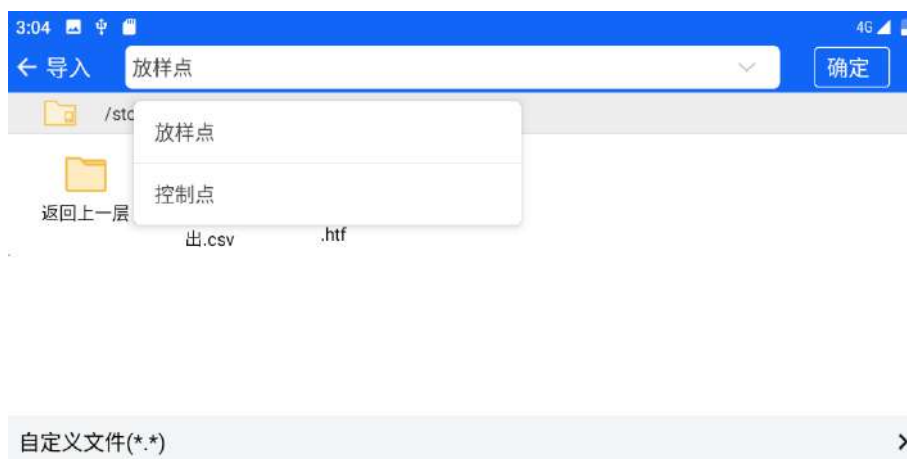 3:04 4G
导入 放样点 确定
/sto
放样点
控制点
返回上一层
出.csv .htf
自定义文件(*.*)